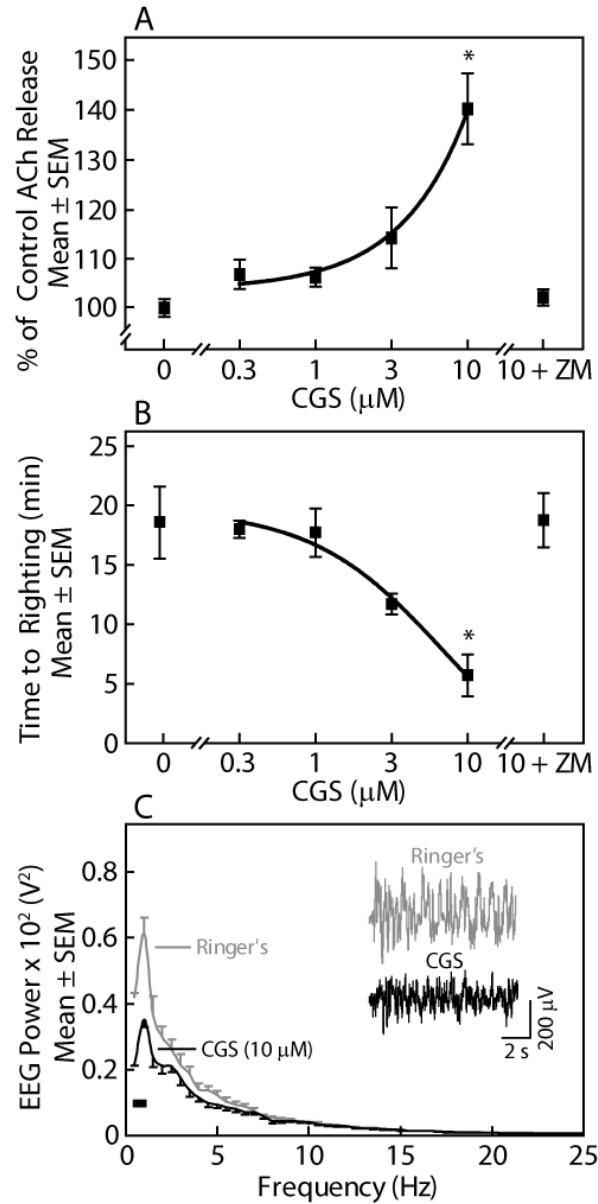 A
% of Control ACh Release
Mean ± SEM
150
140
130
120
110
100
*
0
0.3
1
3
10
10 + ZM
CGS (μM)
B
Time to Righting (min)
Mean ± SEM
25
20
15
10
5
0
*
0
0.3
1
3
10
10 + ZM
CGS (μM)
C
EEG Power x 10² (V²)
Mean ± SEM
0.8
0.6
0.4
0.2
0
Ringer's
CGS (10 μM)
Ringer's
CGS
2 s
200 μV
0
5
10
15
20
25
Frequency (Hz)